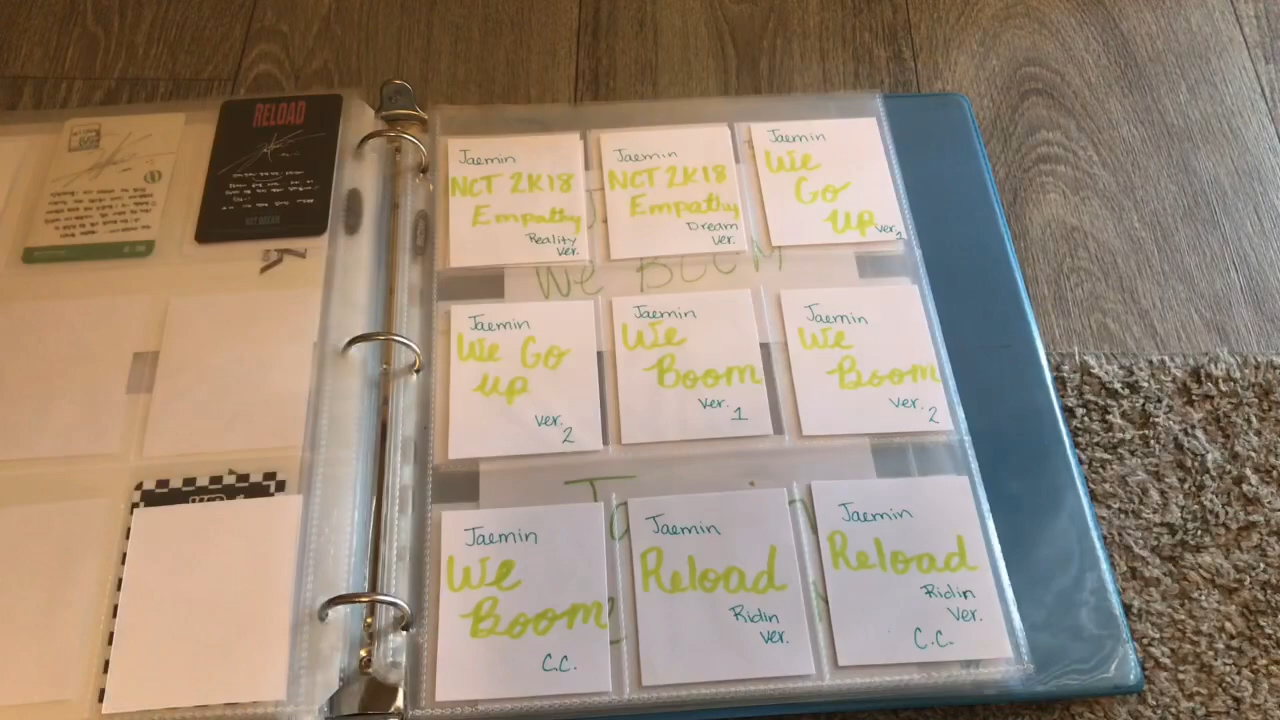 RELOAD
Jaemin
NCT 2K18
Empathy
Reality
ver.
Jaemin
NCT 2K18
Empathy
Dream
ver.
Jaemin
We
Go
up
ver.
We BOOM
Jaemin
We Go
up
ver.
2
Jaemin
We
Boom
ver.
1
Jaemin
We
Boom
ver.
2
Jaemin
We
Boom
C.C.
Jaemin
Reload
Ridin
ver.
Jaemin
Reload
Ridin
Ver.
C.C.